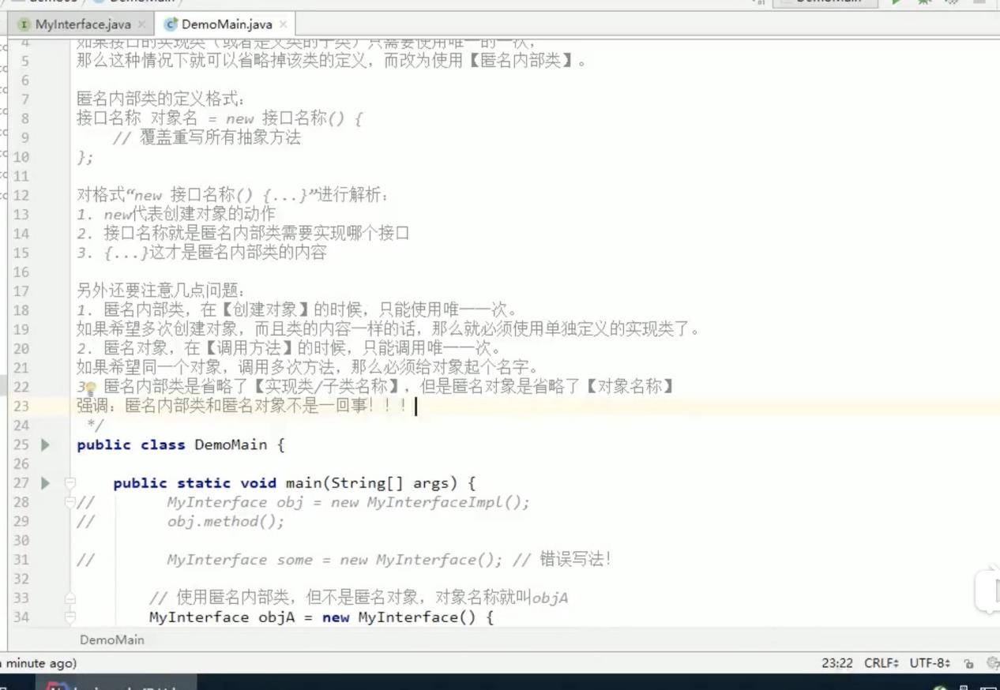 DemoMain
MyInterface.java
DemoMain.java
4 如果接口的实现类（或者是父类的子类）只需要使用唯一的一次，
5 那么这种情况下就可以省略掉该类的定义，而改为使用【匿名内部类】。
6
7 匿名内部类的定义格式：
8 接口名称 对象名 = new 接口名称() {
9 // 覆盖重写所有抽象方法
10 };
11
12 对格式“new 接口名称() {...}”进行解析：
13 1. new代表创建对象的动作
14 2. 接口名称就是匿名内部类需要实现哪个接口
15 3. {...}这才是匿名内部类的内容
16
17 另外还要注意几点问题：
18 1. 匿名内部类，在【创建对象】的时候，只能使用唯一一次。
19 如果希望多次创建对象，而且类的内容一样的话，那么就必须使用单独定义的实现类了。
20 2. 匿名对象，在【调用方法】的时候，只能调用唯一一次。
21 如果希望同一个对象，调用多次方法，那么必须给对象起个名字。
22 3 匿名内部类是省略了【实现类/子类名称】，但是匿名对象是省略了【对象名称】
23 强调：匿名内部类和匿名对象不是一回事！！！
24 */
25 public class DemoMain {
26
27 public static void main(String[] args) {
28 // MyInterface obj = new MyInterfaceImpl();
29 // obj.method();
30
31 // MyInterface some = new MyInterface(); // 错误写法！
32
33 // 使用匿名内部类，但不是匿名对象，对象名称就叫objA
34 MyInterface objA = new MyInterface() {
DemoMain
minute ago) 23:22 CRLF UTF-8